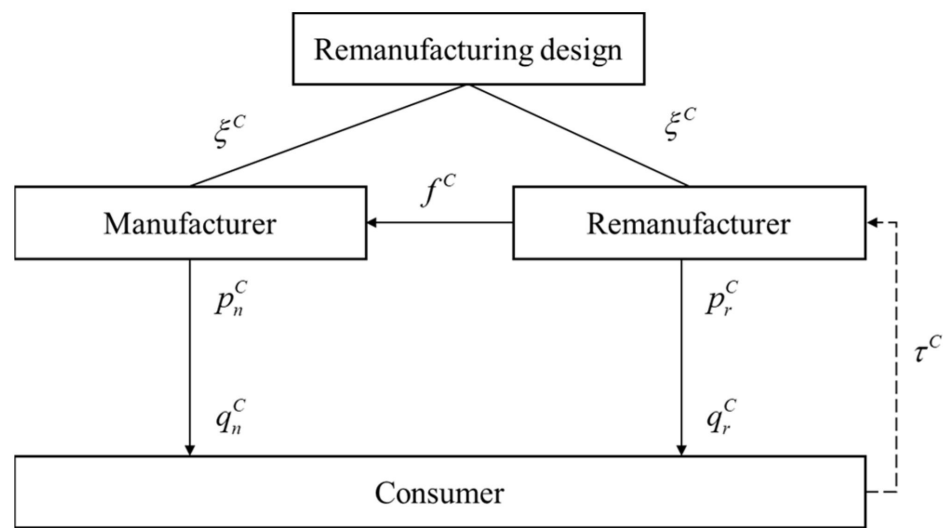 Remanufacturing design
ξ^C
ξ^C
f^C
Manufacturer
Remanufacturer
p_n^C
p_r^C
τ^C
q_n^C
q_r^C
Consumer